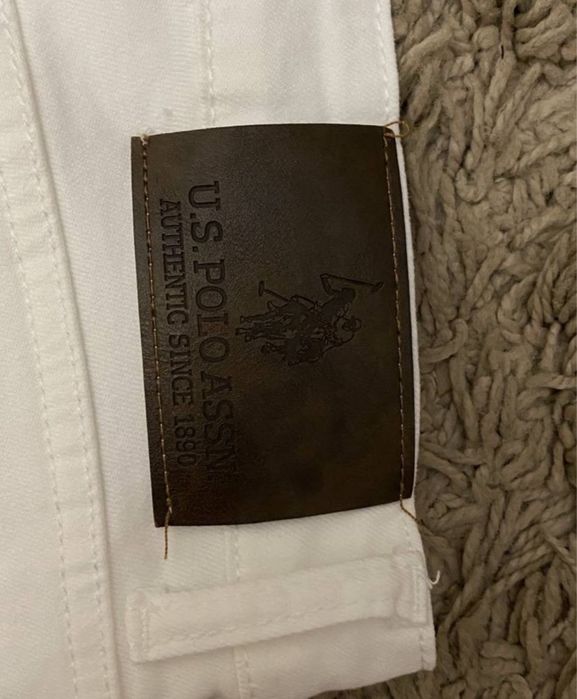 U.S. POLO ASSN.
AUTHENTIC SINCE 1890